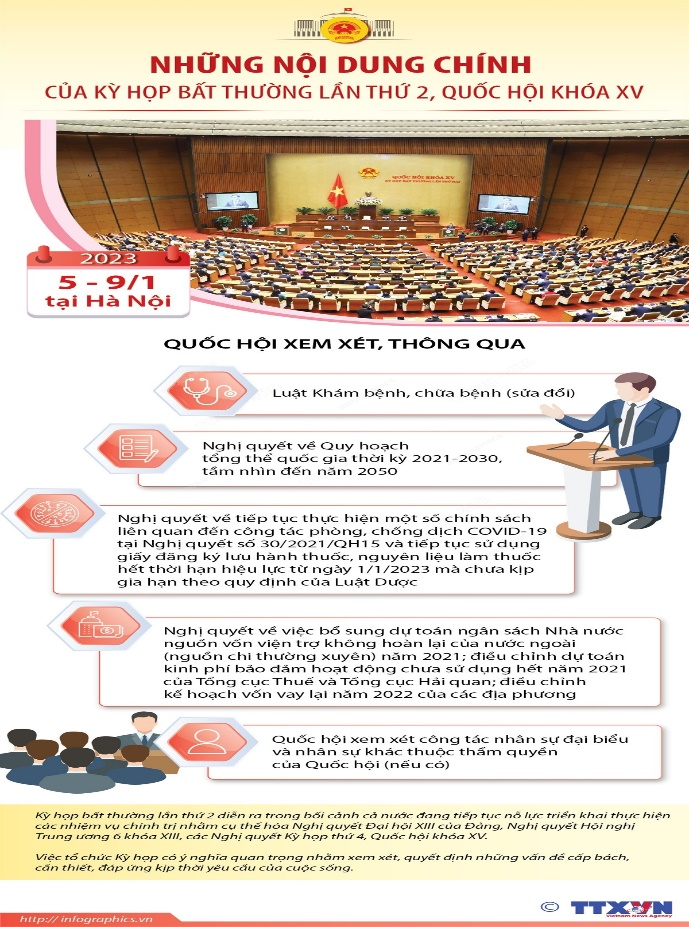 NHỮNG NỘI DUNG CHÍNH
CỦA KỲ HỌP BẤT THƯỜNG LẦN THỨ 2, QUỐC HỘI KHÓA XV
QUỐC HỘI KHÓA XV
KỲ HỌP BẤT THƯỜNG LẦN THỨ HAI
2023
5 - 9/1
tại Hà Nội
QUỐC HỘI XEM XÉT, THÔNG QUA
Luật Khám bệnh, chữa bệnh (sửa đổi)
Nghị quyết về Quy hoạch
tổng thể quốc gia thời kỳ 2021-2030,
tầm nhìn đến năm 2050
Nghị quyết về tiếp tục thực hiện một số chính sách
liên quan đến công tác phòng, chống dịch COVID-19
tại Nghị quyết số 30/2021/QH15 và tiếp tục sử dụng
giấy đăng ký lưu hành thuốc, nguyên liệu làm thuốc
hết thời hạn hiệu lực từ ngày 1/1/2023 mà chưa kịp
gia hạn theo quy định của Luật Dược
Nghị quyết về việc bổ sung dự toán ngân sách Nhà nước
nguồn vốn viện trợ không hoàn lại của nước ngoài
(nguồn chi thường xuyên) năm 2021; điều chỉnh dự toán
kinh phí bảo đảm hoạt động chưa sử dụng hết năm 2021
của Tổng cục Thuế và Tổng cục Hải quan; điều chỉnh
kế hoạch vốn vay lại năm 2022 của các địa phương
Quốc hội xem xét công tác nhân sự đại biểu
và nhân sự khác thuộc thẩm quyền
của Quốc hội (nếu có)
Kỳ họp bất thường lần thứ 2 diễn ra trong bối cảnh cả nước đang tiếp tục nỗ lực triển khai thực hiện
các nhiệm vụ chính trị nhằm cụ thể hóa Nghị quyết Đại hội XIII của Đảng, Nghị quyết Hội nghị
Trung ương 6 khóa XIII, các Nghị quyết Kỳ họp thứ 4, Quốc hội khóa XV.
Việc tổ chức Kỳ họp có ý nghĩa quan trọng nhằm xem xét, quyết định những vấn đề cấp bách,
cần thiết, đáp ứng kịp thời yêu cầu của cuộc sống.
http://infographics.vn
© TTXVN
Vietnam News Agency